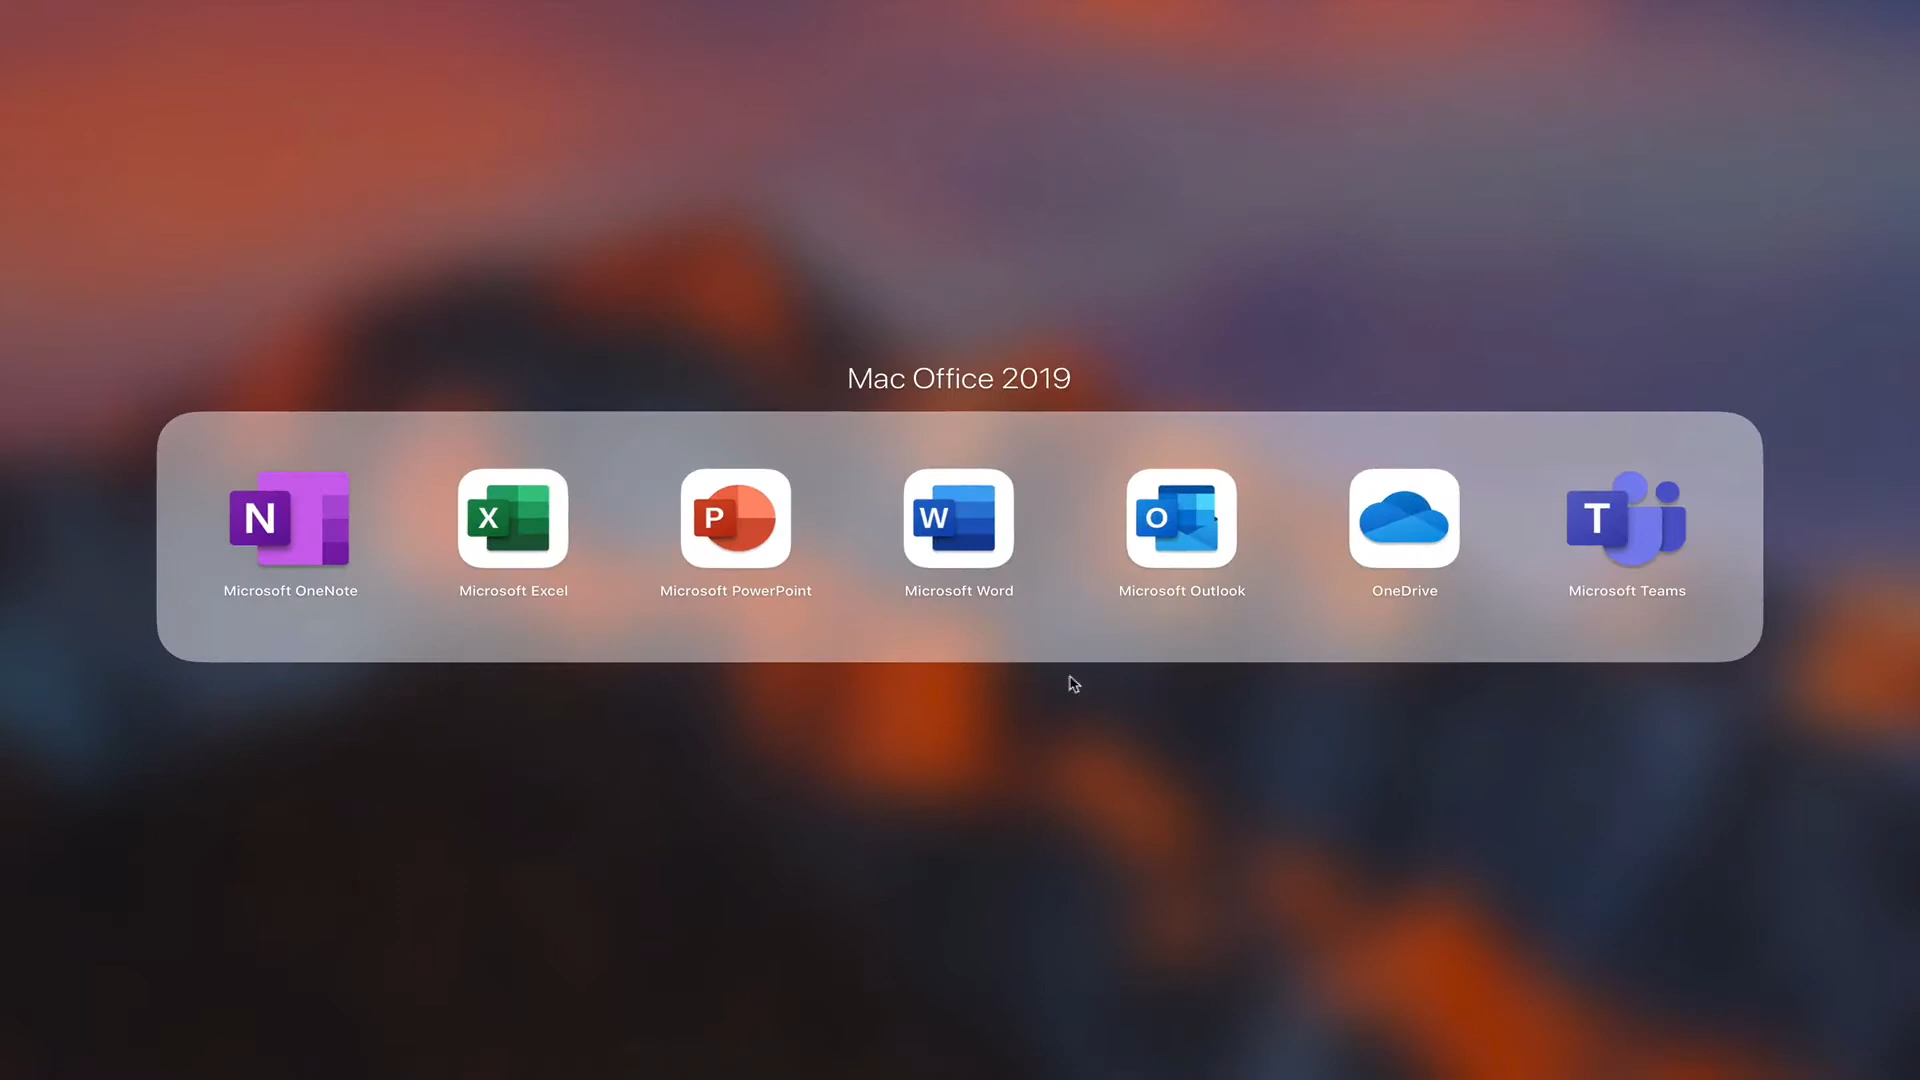 Mac Office 2019
N
X
P
W
O
T
Microsoft OneNote
Microsoft Excel
Microsoft PowerPoint
Microsoft Word
Microsoft Outlook
OneDrive
Microsoft Teams